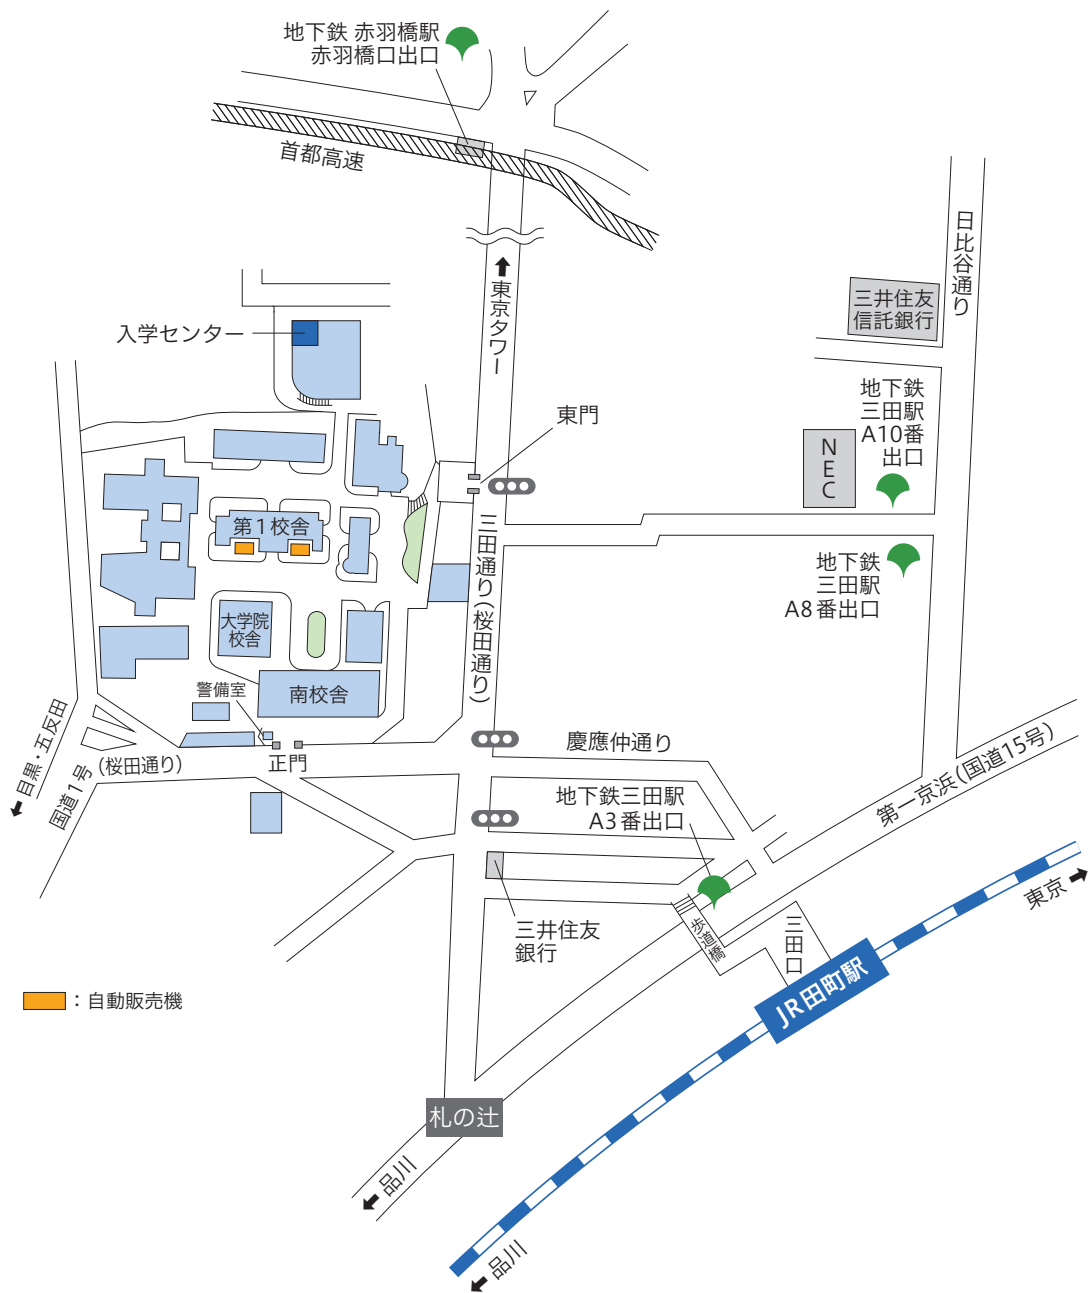 地下鉄 赤羽橋駅
赤羽橋口出口
首都高速
日比谷通り
三井住友
信託銀行
東京タワー
入学センター
地下鉄
三田駅
A10番
出口
東門
NEC
第1校舎
三田通り(桜田通り)
地下鉄
三田駅
A8番出口
大学院
校舎
警備室
南校舎
目黒・五反田
国道1号
(桜田通り)
正門
慶應仲通り
第一京浜(国道15号)
地下鉄三田駅
A3番出口
東京
三井住友
銀行
歩道橋
三田口
JR田町駅
:自動販売機
札の辻
品川
品川